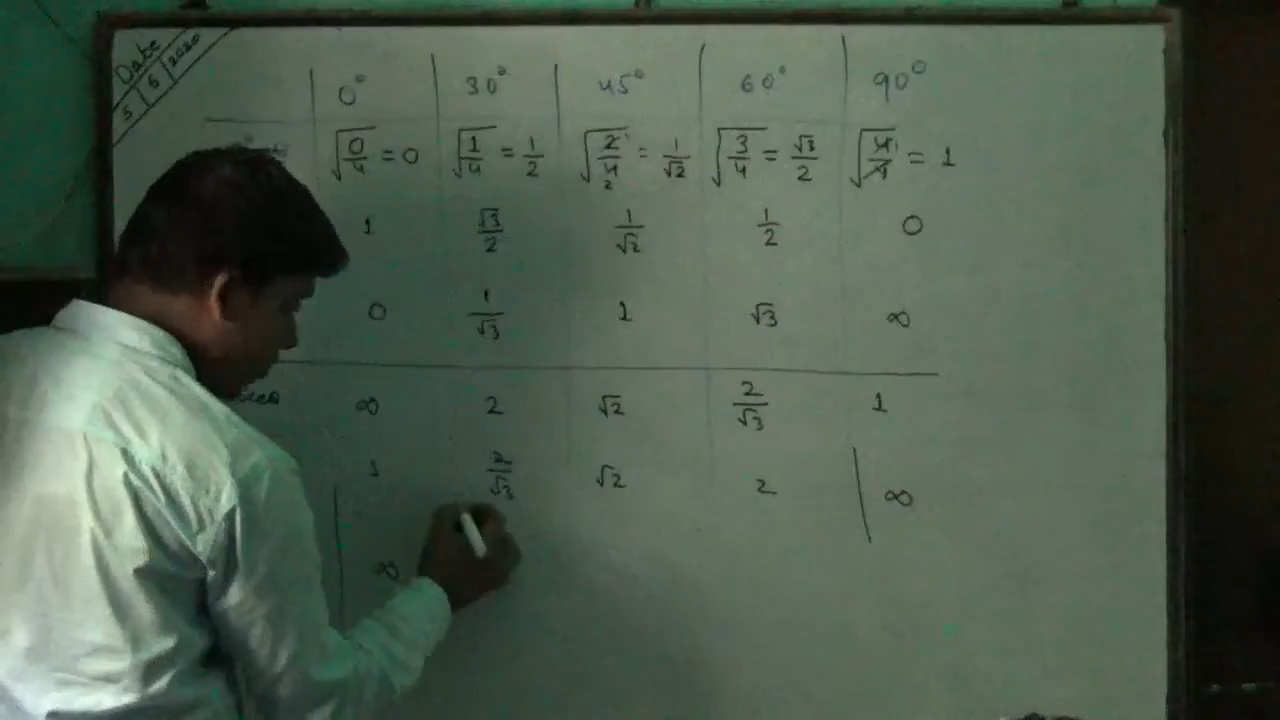 Date
5/6/2020
0° 30° 45° 60° 90°
√(0/4) = 0 √(1/4) = 1/2 √(2/4) 2 = 1/√2 √(3/4) = √3/2 √(4/4) 1 = 1
1 √3/2 1/√2 1/2 0
0 1/√3 1 √3 ∞
∞ 2 √2 2/√3 1
1 2/√3 √2 2 ∞
∞